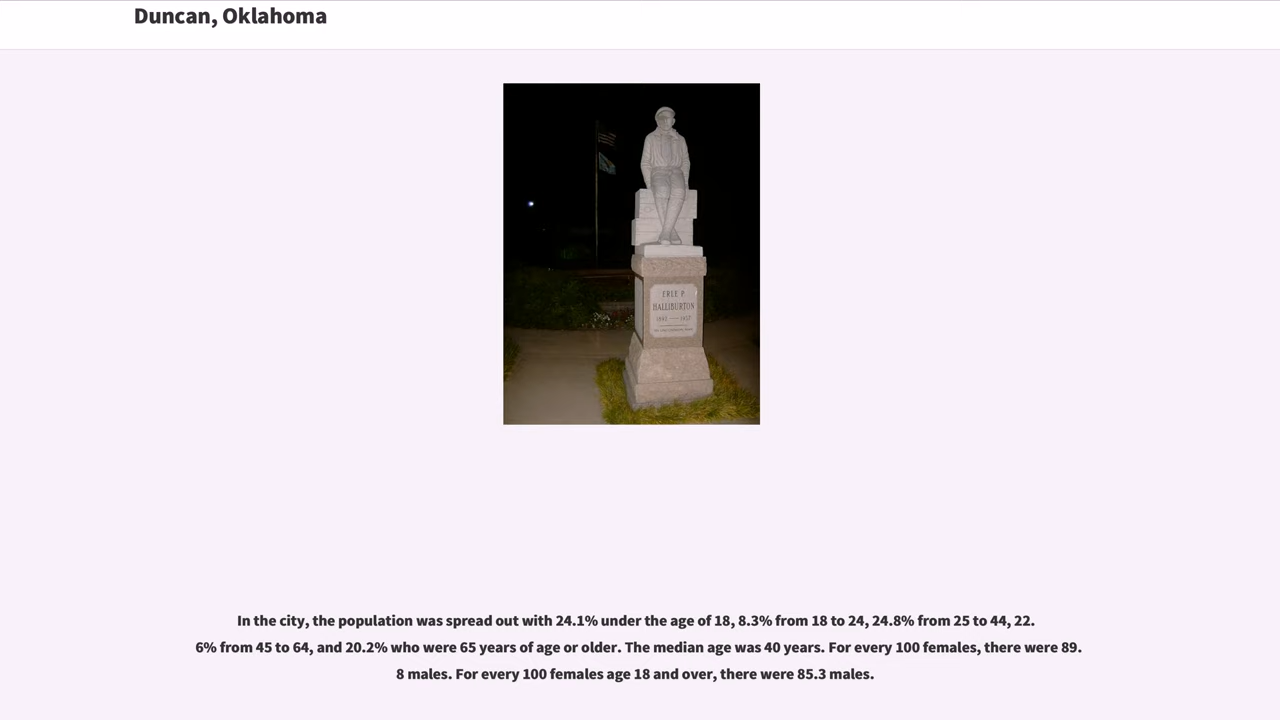 Duncan, Oklahoma
ERLE P.
HALLIBURTON
In the city, the population was spread out with 24.1% under the age of 18, 8.3% from 18 to 24, 24.8% from 25 to 44, 22.
6% from 45 to 64, and 20.2% who were 65 years of age or older. The median age was 40 years. For every 100 females, there were 89.
8 males. For every 100 females age 18 and over, there were 85.3 males.